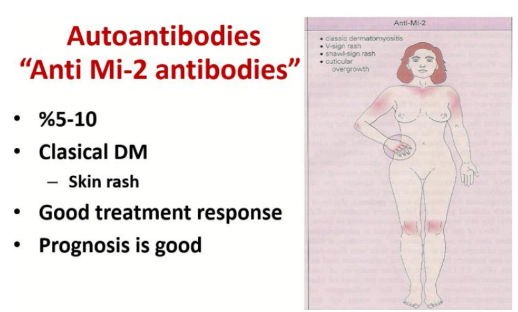 Autoantibodies
“Anti Mi-2 antibodies”
• %5-10
• Clasical DM
– Skin rash
• Good treatment response
• Prognosis is good
Anti-Mi-2
• classic dermatomyositis
• V-sign rash
• shawl-sign rash
• cuticular
overgrowth